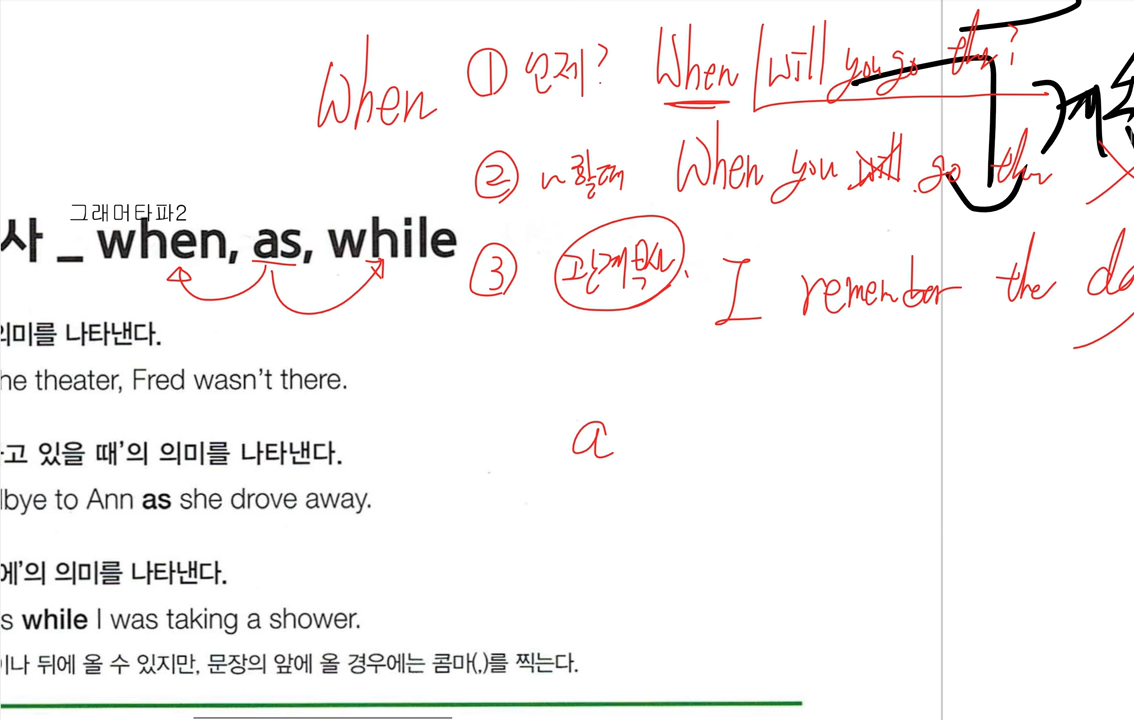 When ① 언제? When will you go there?
② ~할때 When you will go there
③ 관계부사. I remember the da
그래머타파2
사 _ when, as, while
의미를 나타낸다.
he theater, Fred wasn't there.
a
고 있을 때'의 의미를 나타낸다.
dbye to Ann as she drove away.
에'의 의미를 나타낸다.
s while I was taking a shower.
이나 뒤에 올 수 있지만, 문장의 앞에 올 경우에는 콤마(,)를 찍는다.